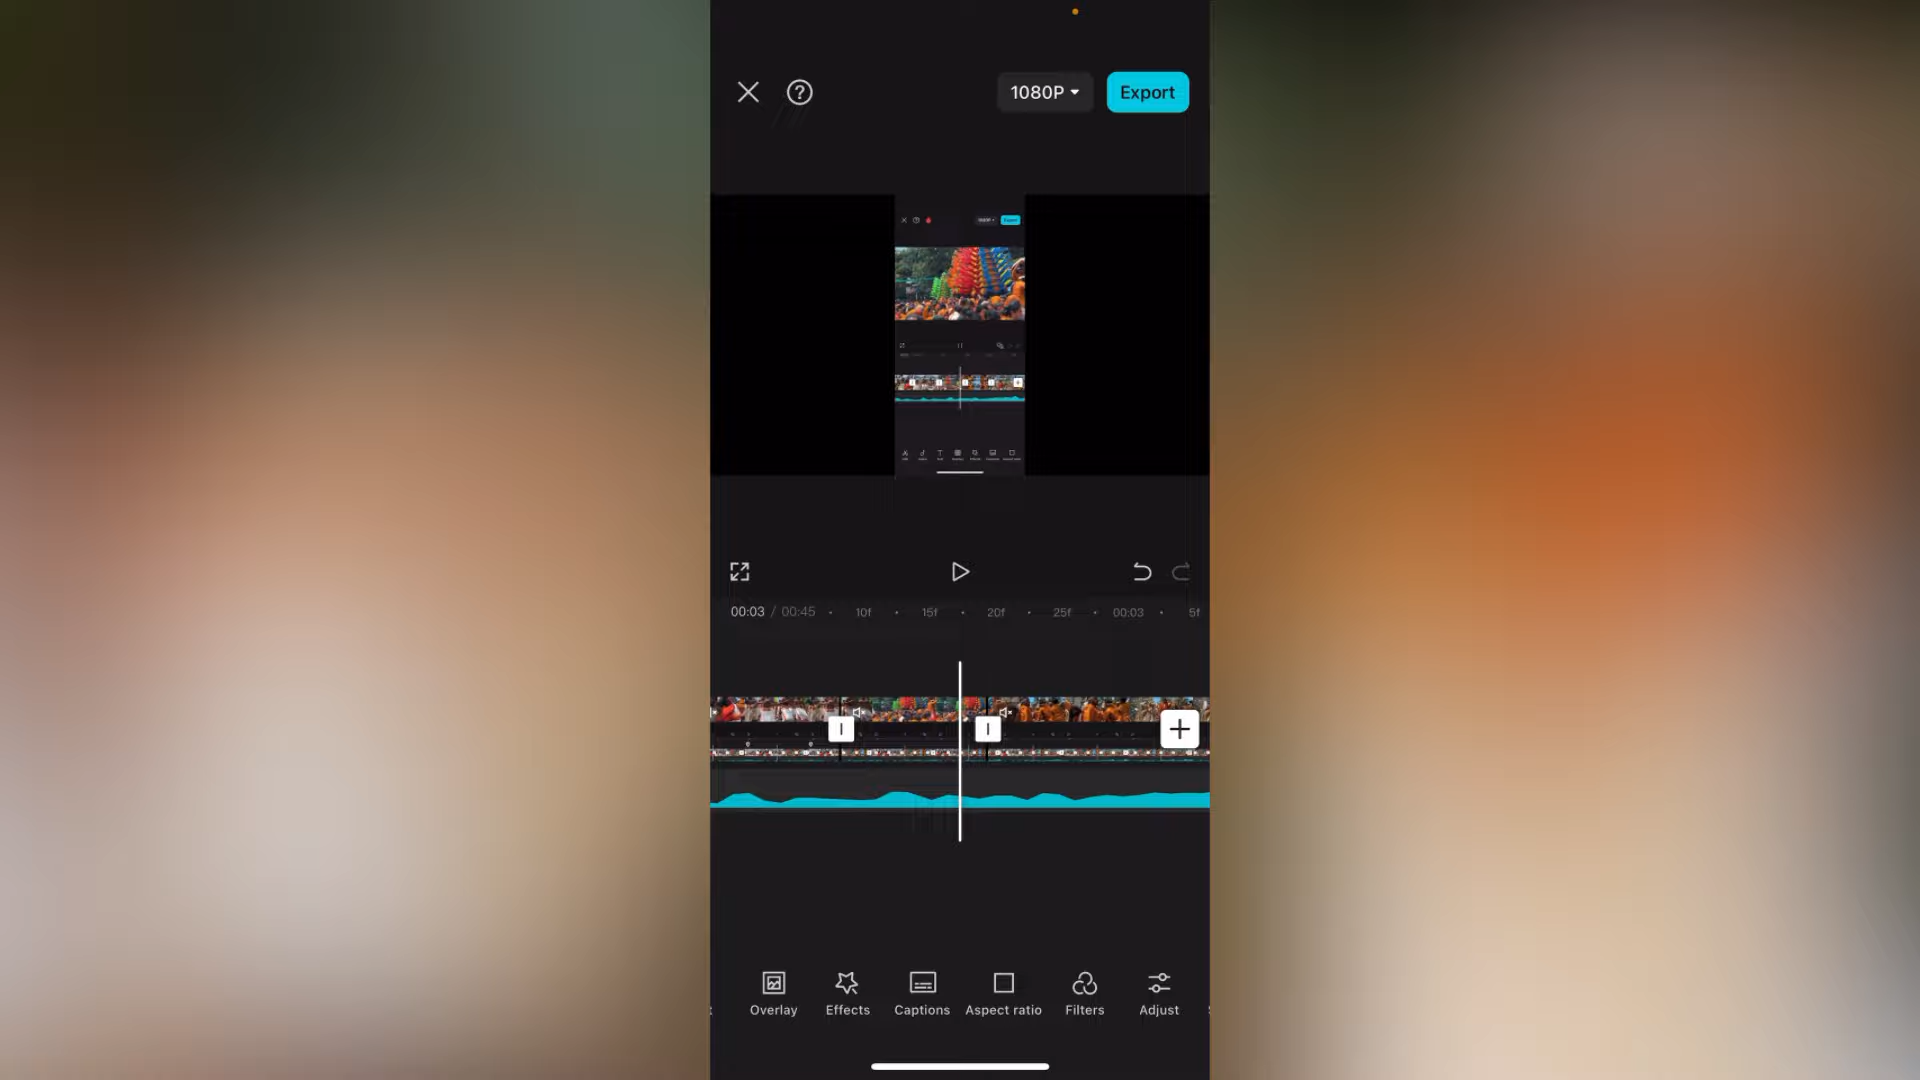 1080P
Export
00:03 / 00:45
10f
15f
20f
25f
00:03
5f
Overlay
Effects
Captions
Aspect ratio
Filters
Adjust